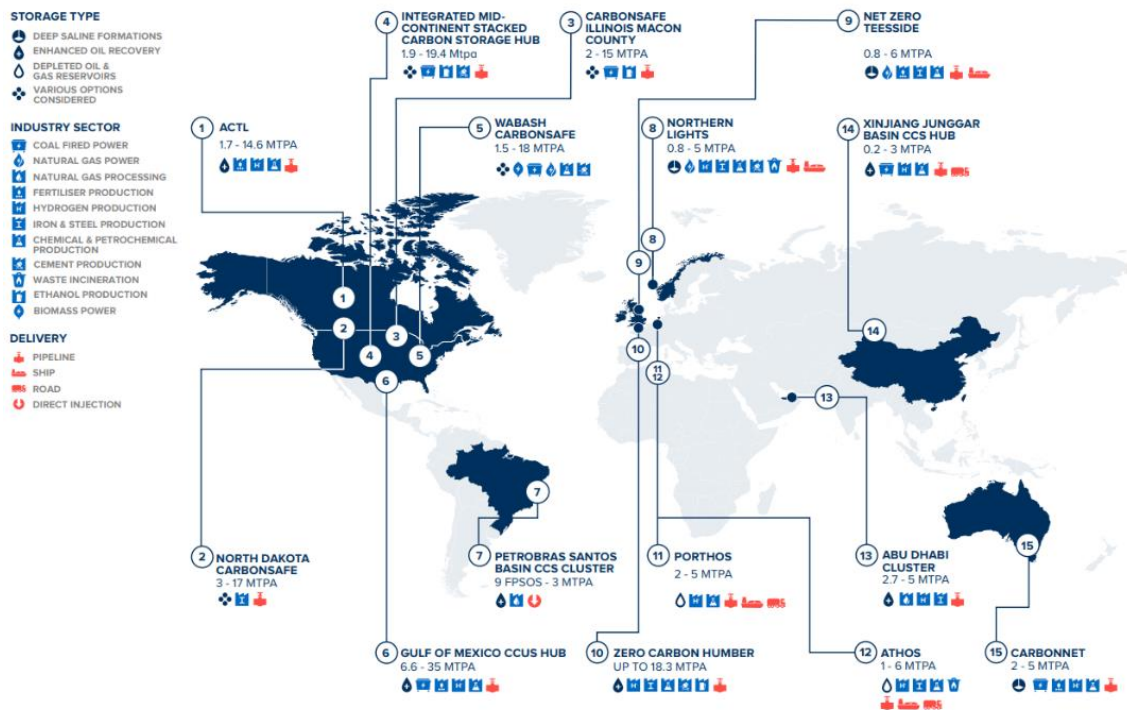 STORAGE TYPE
DEEP SALINE FORMATIONS
ENHANCED OIL RECOVERY
DEPLETED OIL &
GAS RESERVOIRS
VARIOUS OPTIONS
CONSIDERED
INDUSTRY SECTOR
COAL FIRED POWER
NATURAL GAS POWER
NATURAL GAS PROCESSING
FERTILISER PRODUCTION
HYDROGEN PRODUCTION
IRON & STEEL PRODUCTION
CHEMICAL & PETROCHEMICAL
PRODUCTION
CEMENT PRODUCTION
WASTE INCINERATION
ETHANOL PRODUCTION
BIOMASS POWER
DELIVERY
PIPELINE
SHIP
ROAD
DIRECT INJECTION
4 INTEGRATED MID-
CONTINENT STACKED
CARBON STORAGE HUB
1.9 - 19.4 Mtpa
3 CARBONSAFE
ILLINOIS MACON
COUNTY
2 - 15 MTPA
9 NET ZERO
TEESSIDE
0.8 - 6 MTPA
1 ACTL
1.7 - 14.6 MTPA
5 WABASH
CARBONSAFE
1.5 - 18 MTPA
8 NORTHERN
LIGHTS
0.8 - 5 MTPA
14 XINJIANG JUNGGAR
BASIN CCS HUB
0.2 - 3 MTPA
8
9
1
2
3
4
5
6
10
11
12
14
13
7
15
2 NORTH DAKOTA
CARBONSAFE
3 - 17 MTPA
7 PETROBRAS SANTOS
BASIN CCS CLUSTER
9 FPSOS - 3 MTPA
11 PORTHOS
2 - 5 MTPA
13 ABU DHABI
CLUSTER
2.7 - 5 MTPA
6 GULF OF MEXICO CCUS HUB
6.6 - 35 MTPA
10 ZERO CARBON HUMBER
UP TO 18.3 MTPA
12 ATHOS
1 - 6 MTPA
15 CARBONNET
2 - 5 MTPA